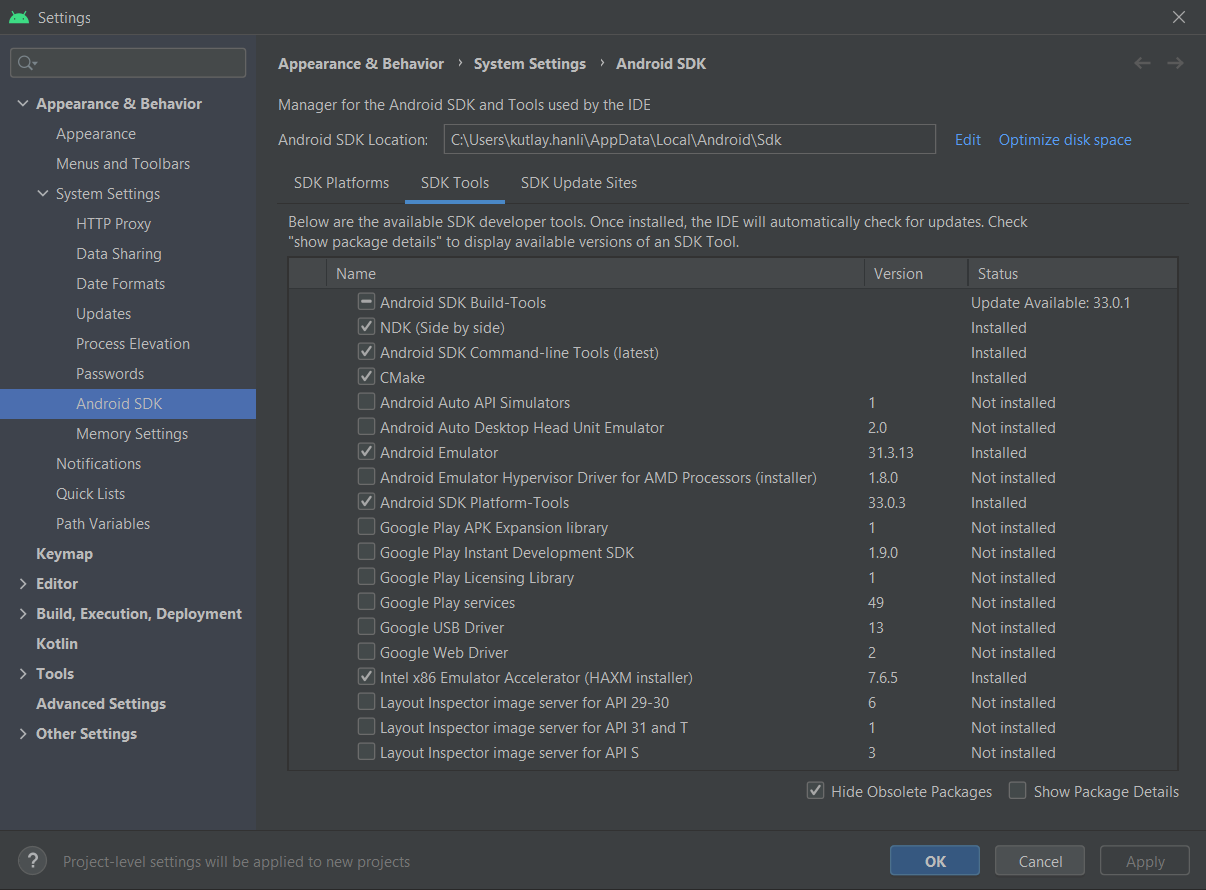 Settings
Appearance & Behavior
Appearance
Menus and Toolbars
System Settings
HTTP Proxy
Data Sharing
Date Formats
Updates
Process Elevation
Passwords
Android SDK
Memory Settings
Notifications
Quick Lists
Path Variables
Keymap
Editor
Build, Execution, Deployment
Kotlin
Tools
Advanced Settings
Other Settings
Appearance & Behavior › System Settings › Android SDK
Manager for the Android SDK and Tools used by the IDE
Android SDK Location: C:\Users\kutlay.hanli\AppData\Local\Android\Sdk Edit Optimize disk space
SDK Platforms SDK Tools SDK Update Sites
Below are the available SDK developer tools. Once installed, the IDE will automatically check for updates. Check
"show package details" to display available versions of an SDK Tool.
Name Version Status
Android SDK Build-Tools Update Available: 33.0.1
NDK (Side by side) Installed
Android SDK Command-line Tools (latest) Installed
CMake Installed
Android Auto API Simulators 1 Not installed
Android Auto Desktop Head Unit Emulator 2.0 Not installed
Android Emulator 31.3.13 Installed
Android Emulator Hypervisor Driver for AMD Processors (installer) 1.8.0 Not installed
Android SDK Platform-Tools 33.0.3 Installed
Google Play APK Expansion library 1 Not installed
Google Play Instant Development SDK 1.9.0 Not installed
Google Play Licensing Library 1 Not installed
Google Play services 49 Not installed
Google USB Driver 13 Not installed
Google Web Driver 2 Not installed
Intel x86 Emulator Accelerator (HAXM installer) 7.6.5 Installed
Layout Inspector image server for API 29-30 6 Not installed
Layout Inspector image server for API 31 and T 1 Not installed
Layout Inspector image server for API S 3 Not installed
Hide Obsolete Packages Show Package Details
? Project-level settings will be applied to new projects
OK Cancel Apply